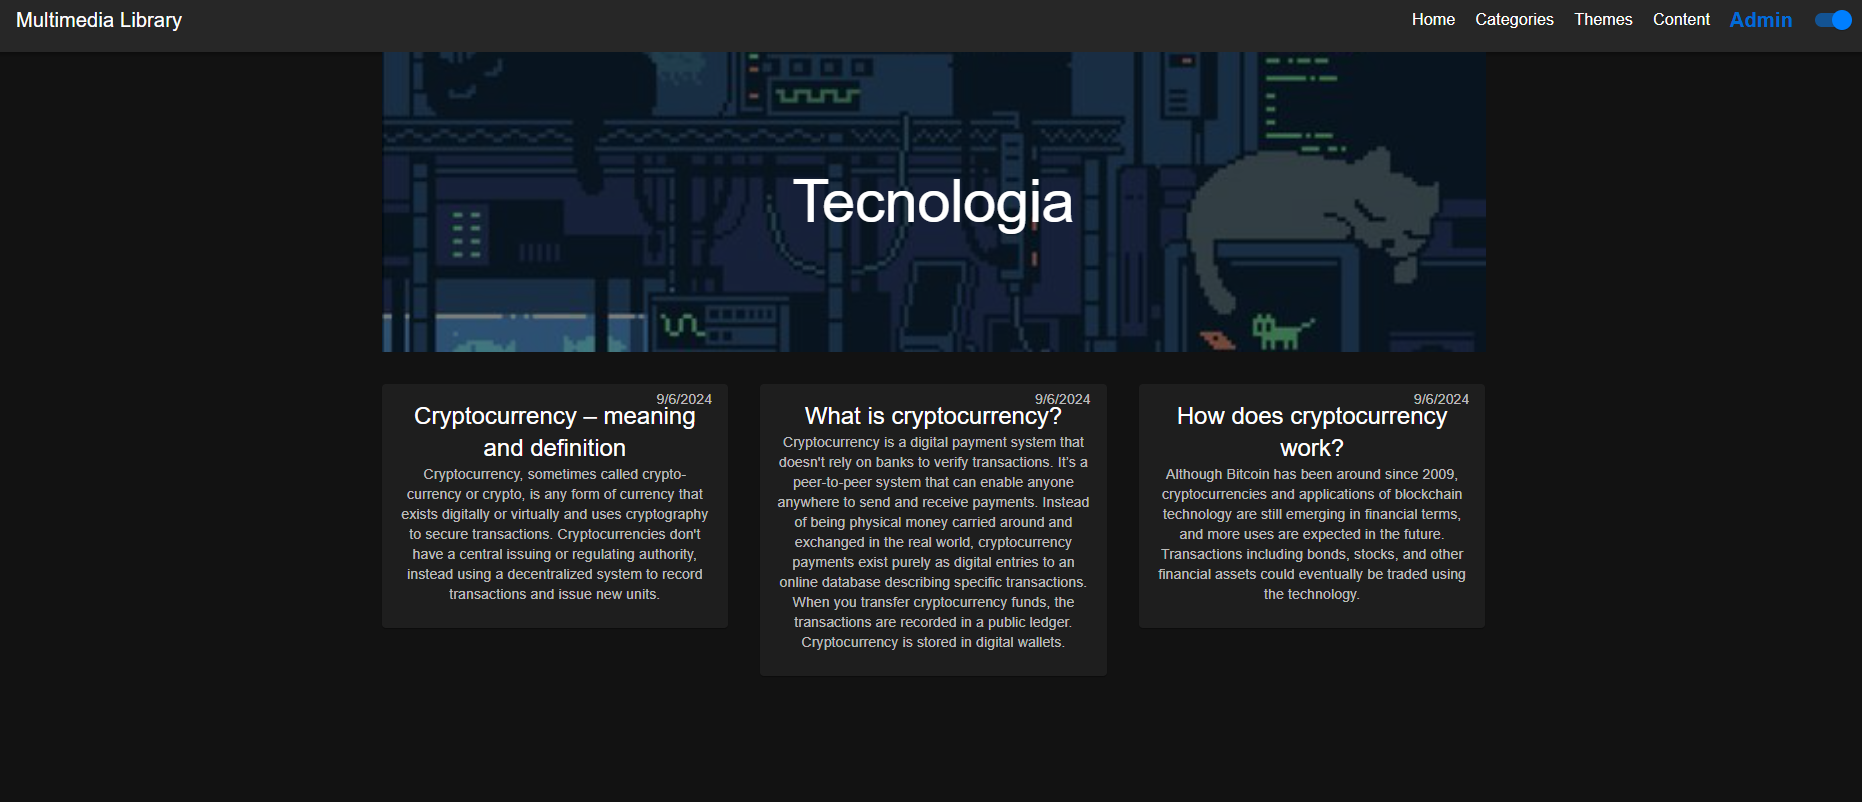 Multimedia Library
Home Categories Themes Content Admin
Tecnologia
9/6/2024
Cryptocurrency – meaning
and definition
Cryptocurrency, sometimes called crypto-
currency or crypto, is any form of currency that
exists digitally or virtually and uses cryptography
to secure transactions. Cryptocurrencies don't
have a central issuing or regulating authority,
instead using a decentralized system to record
transactions and issue new units.
9/6/2024
What is cryptocurrency?
Cryptocurrency is a digital payment system that
doesn't rely on banks to verify transactions. It's a
peer-to-peer system that can enable anyone
anywhere to send and receive payments. Instead
of being physical money carried around and
exchanged in the real world, cryptocurrency
payments exist purely as digital entries to an
online database describing specific transactions.
When you transfer cryptocurrency funds, the
transactions are recorded in a public ledger.
Cryptocurrency is stored in digital wallets.
9/6/2024
How does cryptocurrency
work?
Although Bitcoin has been around since 2009,
cryptocurrencies and applications of blockchain
technology are still emerging in financial terms,
and more uses are expected in the future.
Transactions including bonds, stocks, and other
financial assets could eventually be traded using
the technology.